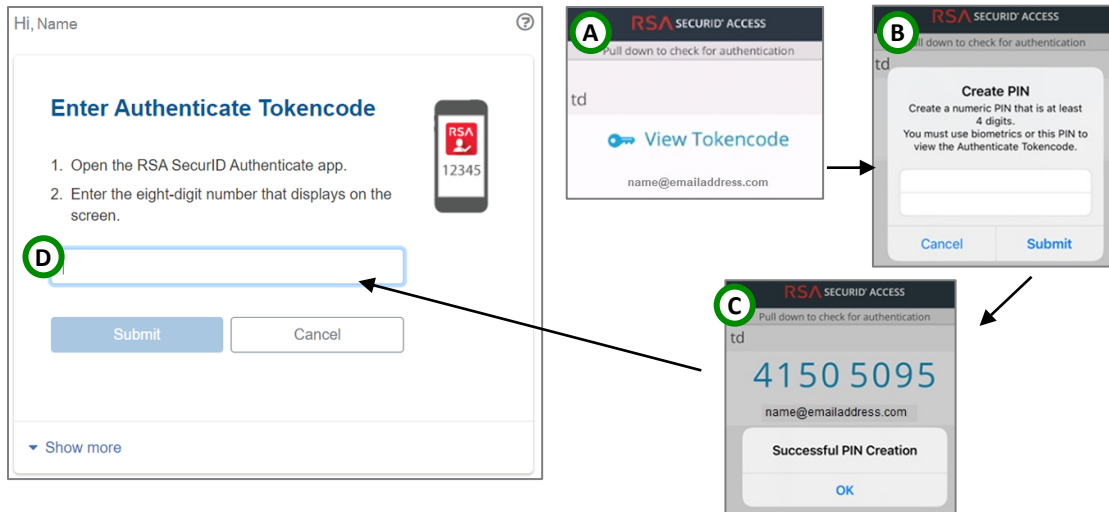 Hi, Name
?
Enter Authenticate Tokencode
1. Open the RSA SecurID Authenticate app.
2. Enter the eight-digit number that displays on the
screen.
RSA
12345
D
Submit
Cancel
Show more
A
RSA SECURID' ACCESS
Pull down to check for authentication
td
View Tokencode
name@emailaddress.com
B
RSA SECURID' ACCESS
ll down to check for authentication
td
Create PIN
Create a numeric PIN that is at least
4 digits.
You must use biometrics or this PIN to
view the Authenticate Tokencode.
Cancel
Submit
C
RSA SECURID' ACCESS
Pull down to check for authentication
td
4150 5095
name@emailaddress.com
Successful PIN Creation
OK